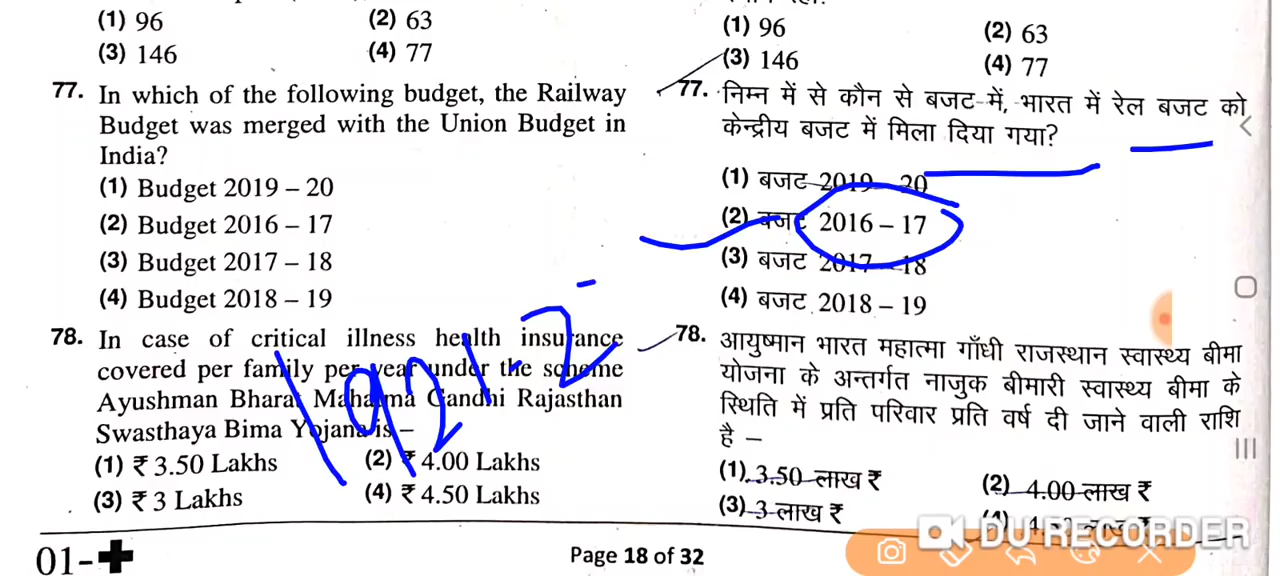 (1) 96 (2) 63
(3) 146 (4) 77
77. In which of the following budget, the Railway
Budget was merged with the Union Budget in
India?
(1) Budget 2019 – 20
(2) Budget 2016 – 17
(3) Budget 2017 – 18
(4) Budget 2018 – 19
78. In case of critical illness health insurance
covered per family per year under the scheme
Ayushman Bharat Mahatma Gandhi Rajasthan
Swasthaya Bima Yojana is –
(1) ₹ 3.50 Lakhs (2) ₹ 4.00 Lakhs
(3) ₹ 3 Lakhs (4) ₹ 4.50 Lakhs
1921-2
(1) 96 (2) 63
(3) 146 (4) 77
77. निम्न में से कौन से बजट में, भारत में रेल बजट को
केन्द्रीय बजट में मिला दिया गया?
(1) बजट 2019 – 20
(2) बजट 2016 – 17
(3) बजट 2017 – 18
(4) बजट 2018 – 19
78. आयुष्मान भारत महात्मा गाँधी राजस्थान स्वास्थ्य बीमा
योजना के अन्तर्गत नाजुक बीमारी स्वास्थ्य बीमा के
स्थिति में प्रति परिवार प्रति वर्ष दी जाने वाली राशि
है –
(1) 3.50 लाख ₹ (2) 4.00 लाख ₹
(3) 3 लाख ₹
DU RECORDER
01-✚ Page 18 of 32